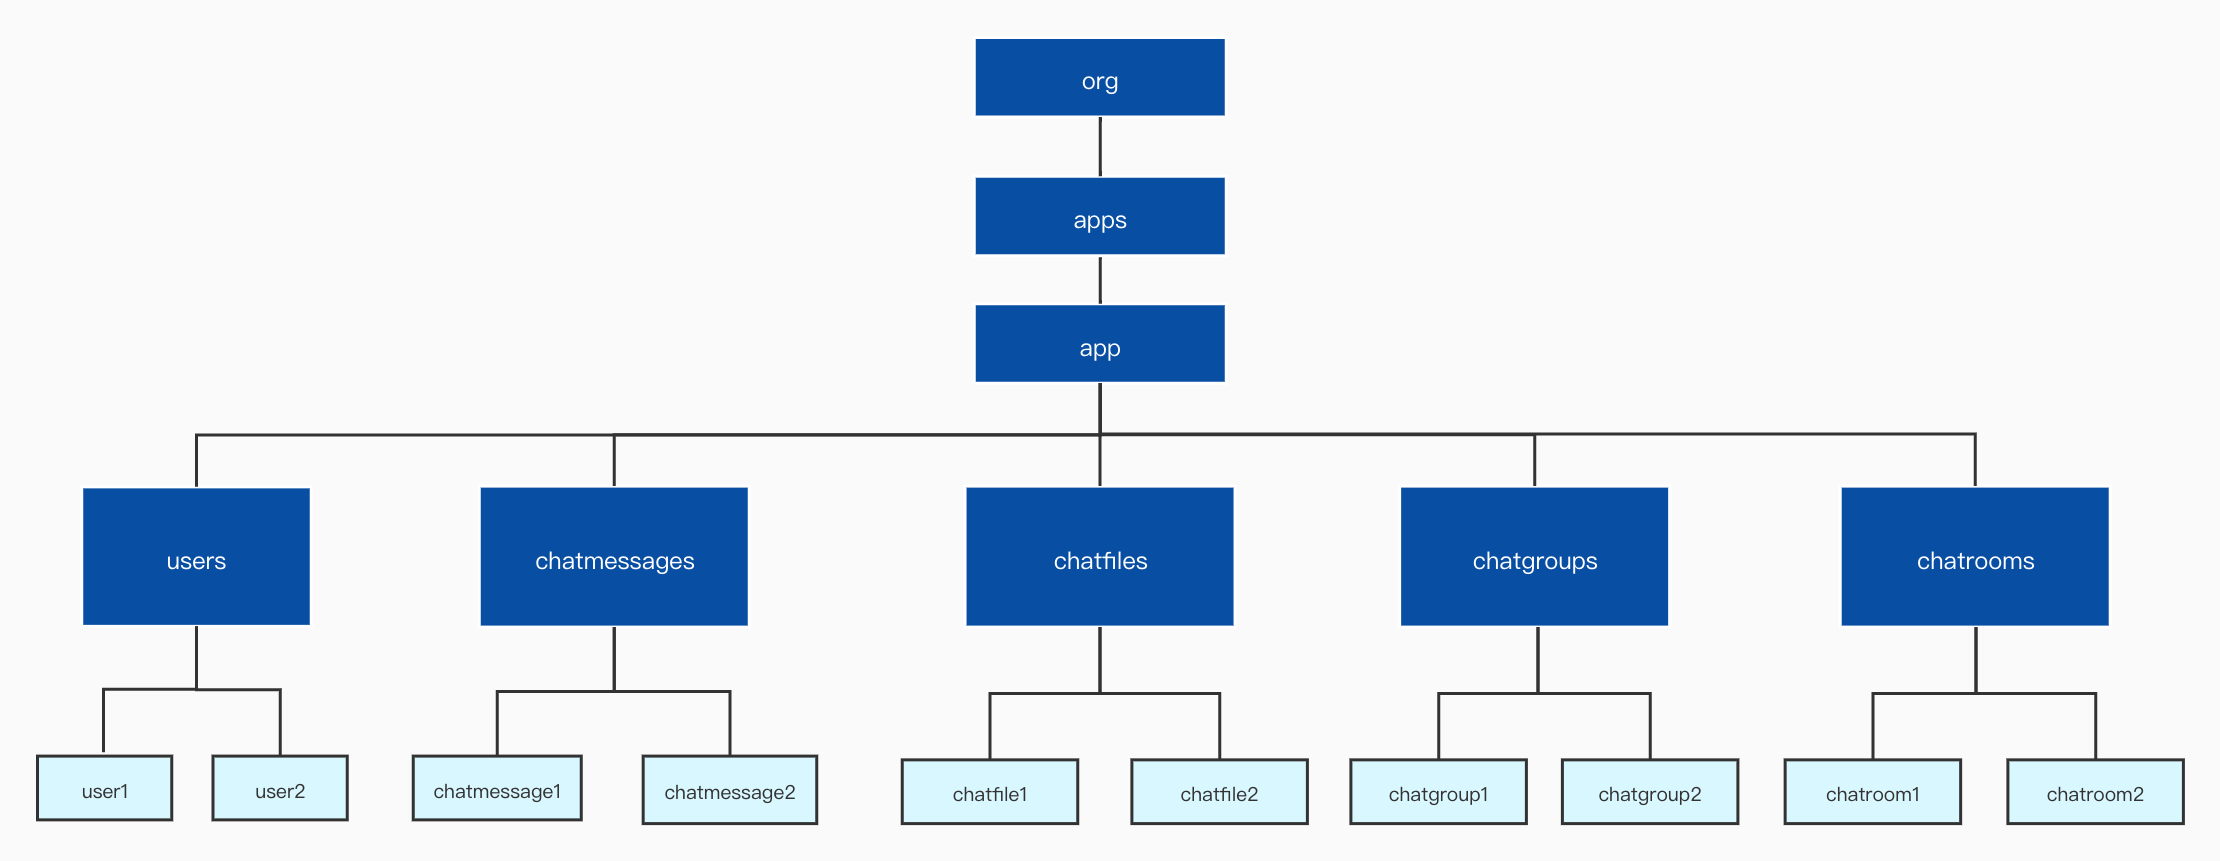 org
apps
app
users
chatmessages
chatfiles
chatgroups
chatrooms
user1
user2
chatmessage1
chatmessage2
chatfile1
chatfile2
chatgroup1
chatgroup2
chatroom1
chatroom2